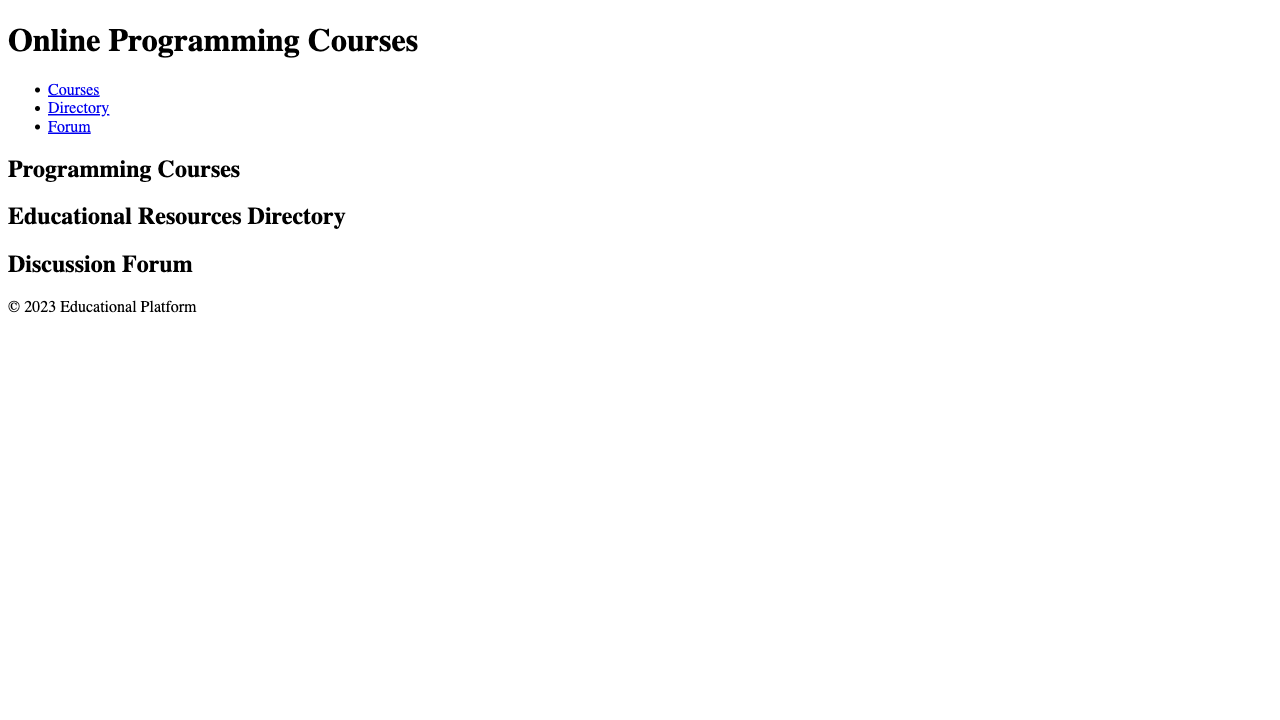 Online Programming Courses
Courses
Directory
Forum
Programming Courses
Educational Resources Directory
Discussion Forum
© 2023 Educational Platform